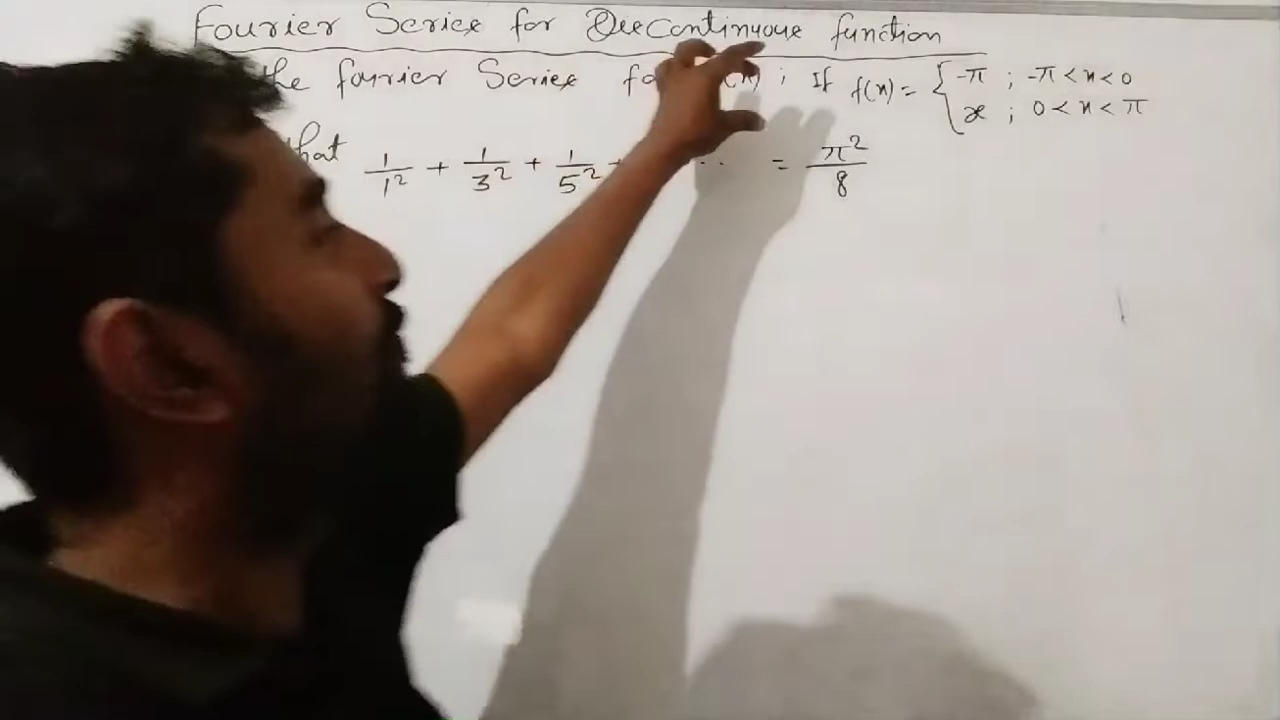 Fourier Series for Discontinuous function
the fourier Series f(x) ; If f(x) = { -π ; -π < x < 0
x ; 0 < x < π
that 1/1² + 1/3² + 1/5² + ... = π²/8